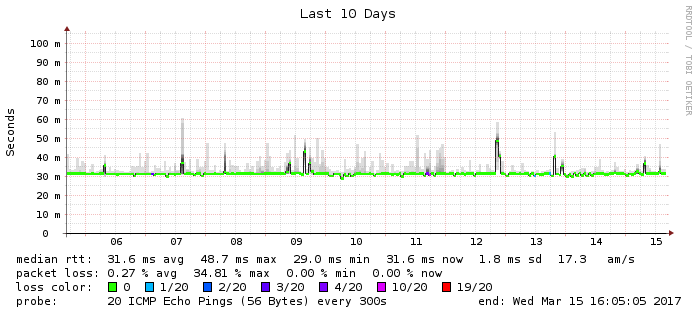 Last 10 Days
RRDTOOL / TOBI OETIKER
Seconds
100 m
90 m
80 m
70 m
60 m
50 m
40 m
30 m
20 m
10 m
0
06 07 08 09 10 11 12 13 14 15
median rtt: 31.6 ms avg 48.7 ms max 29.0 ms min 31.6 ms now 1.8 ms sd 17.3 am/s
packet loss: 0.27 % avg 34.81 % max 0.00 % min 0.00 % now
loss color: 0 1/20 2/20 3/20 4/20 10/20 19/20
probe: 20 ICMP Echo Pings (56 Bytes) every 300s end: Wed Mar 15 16:05:05 2017